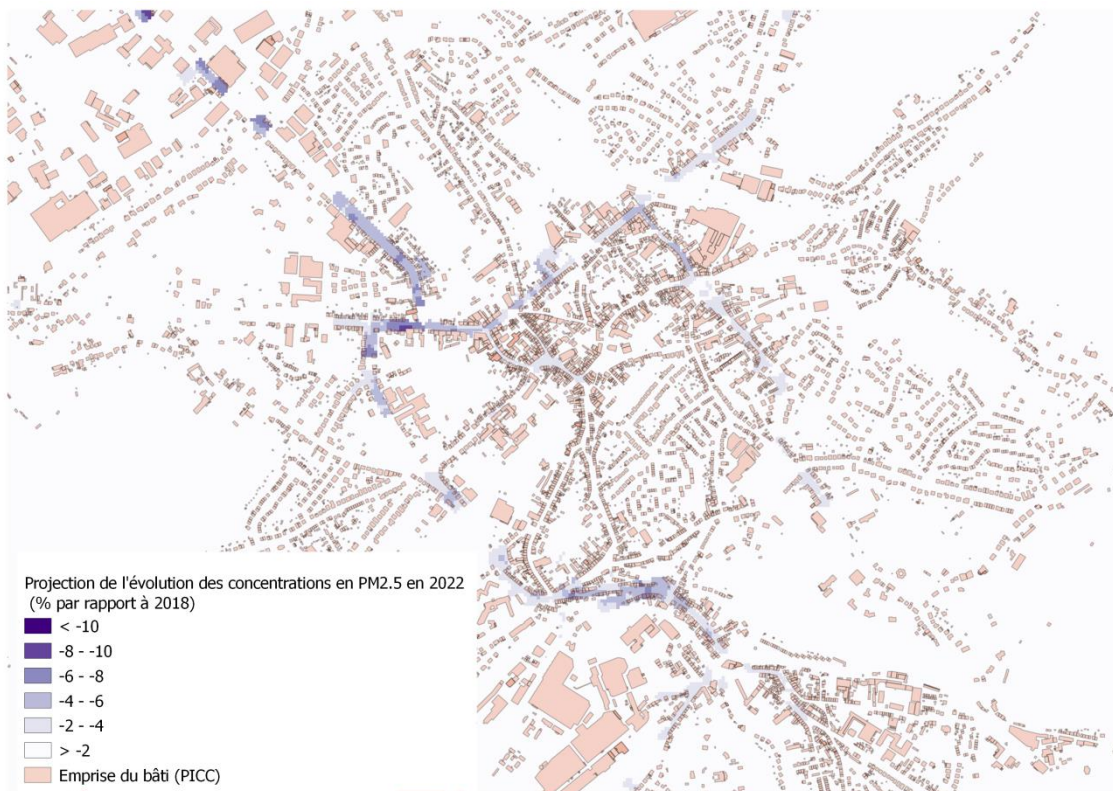 Projection de l'évolution des concentrations en PM2.5 en 2022
(% par rapport à 2018)
< -10
-8 - -10
-6 - -8
-4 - -6
-2 - -4
> -2
Emprise du bâti (PICC)